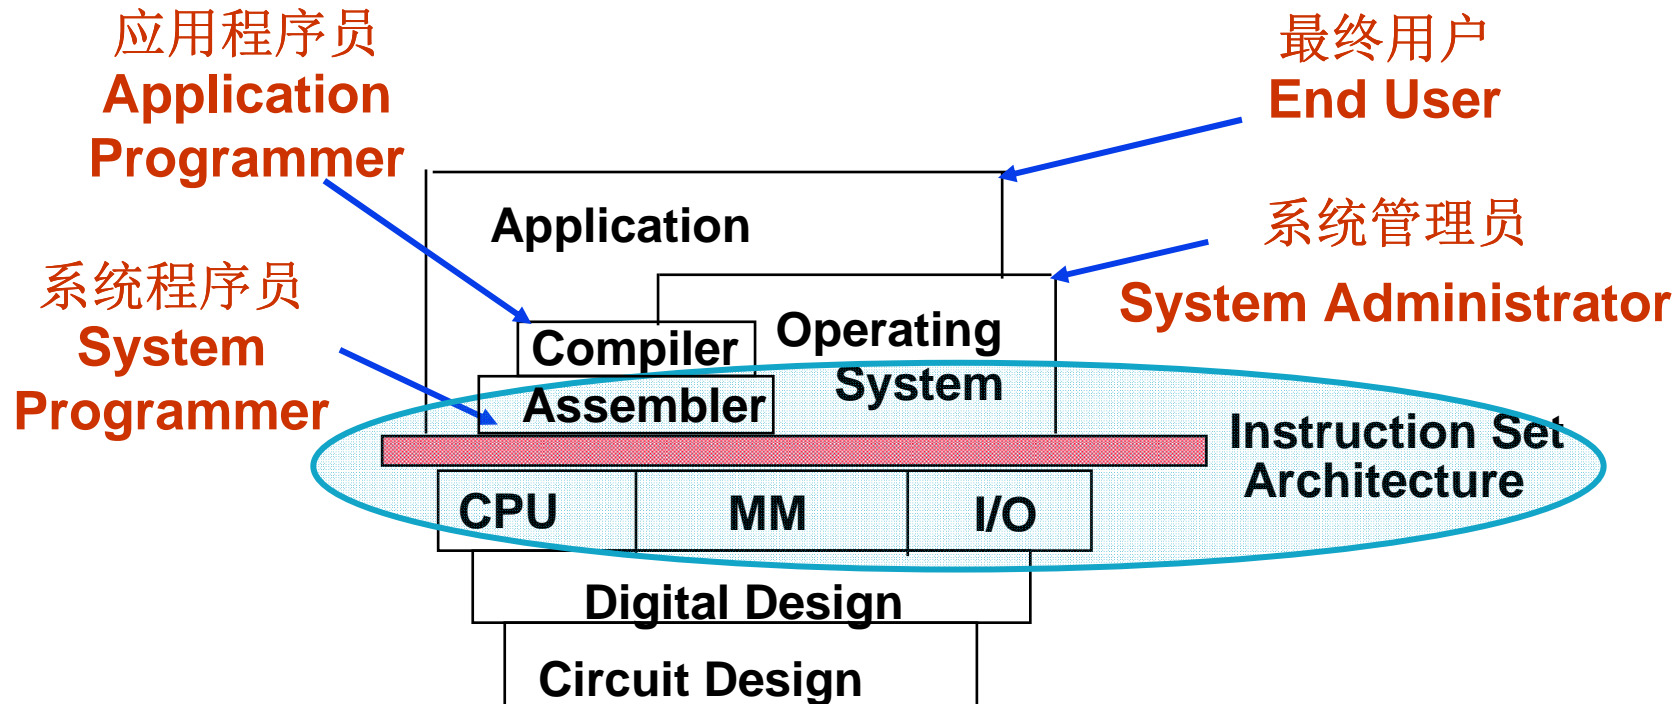 应用程序员
Application
Programmer
最终用户
End User
Application
系统管理员
System Administrator
系统程序员
System
Programmer
Compiler
Operating
System
Assembler
Instruction Set
Architecture
CPU
MM
I/O
Digital Design
Circuit Design